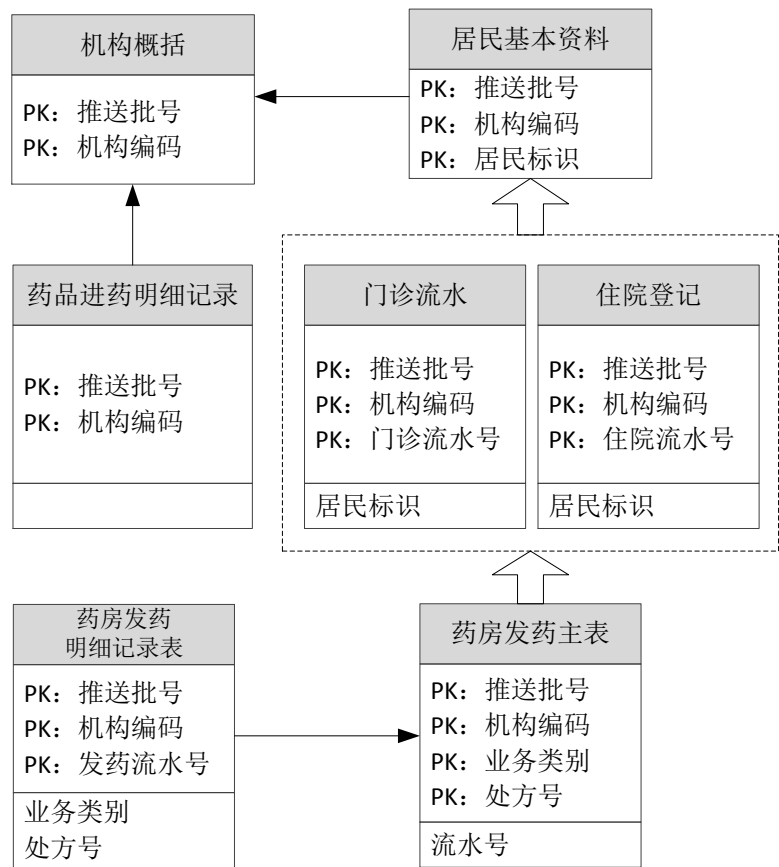 机构概括
PK：推送批号
PK：机构编码
居民基本资料
PK：推送批号
PK：机构编码
PK：居民标识
药品进药明细记录
PK：推送批号
PK：机构编码
门诊流水
PK：推送批号
PK：机构编码
PK：门诊流水号
居民标识
住院登记
PK：推送批号
PK：机构编码
PK：住院流水号
居民标识
药房发药
明细记录表
PK：推送批号
PK：机构编码
PK：发药流水号
业务类别
处方号
药房发药主表
PK：推送批号
PK：机构编码
PK：业务类别
PK：处方号
流水号